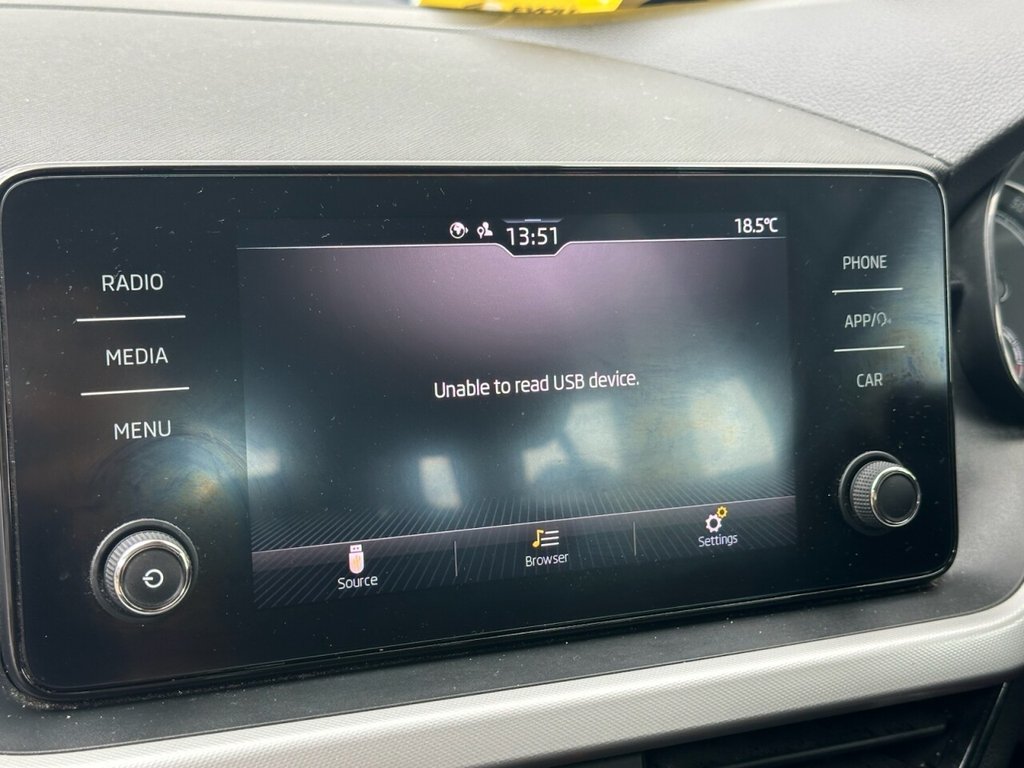 13:51
18.5°C
RADIO
MEDIA
MENU
Unable to read USB device.
PHONE
APP/
CAR
Source
Browser
Settings